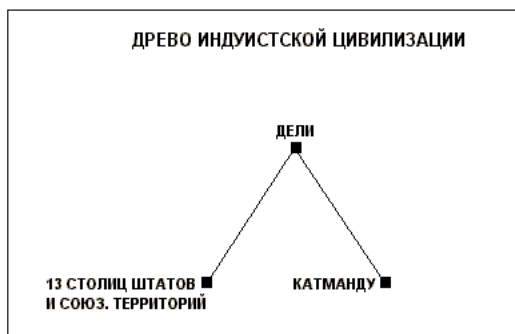 ДРЕВО ИНДУИСТСКОЙ ЦИВИЛИЗАЦИИ
ДЕЛИ
13 СТОЛИЦ ШТАТОВ
И СОЮЗ. ТЕРРИТОРИЙ
КАТМАНДУ